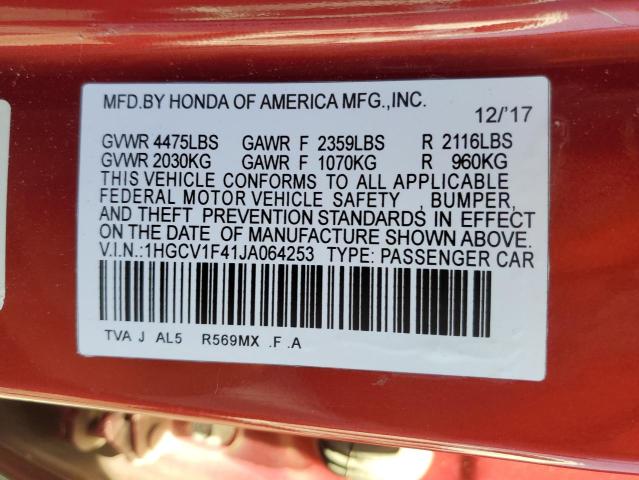 MFD.BY HONDA OF AMERICA MFG.,INC.
12/'17
GVWR 4475LBS GAWR F 2359LBS R 2116LBS
GVWR 2030KG GAWR F 1070KG R 960KG
THIS VEHICLE CONFORMS TO ALL APPLICABLE
FEDERAL MOTOR VEHICLE SAFETY , BUMPER,
AND THEFT PREVENTION STANDARDS IN EFFECT
ON THE DATE OF MANUFACTURE SHOWN ABOVE.
V.I.N.:1HGCV1F41JA064253 TYPE: PASSENGER CAR
TVA J AL5 R569MX .F .A